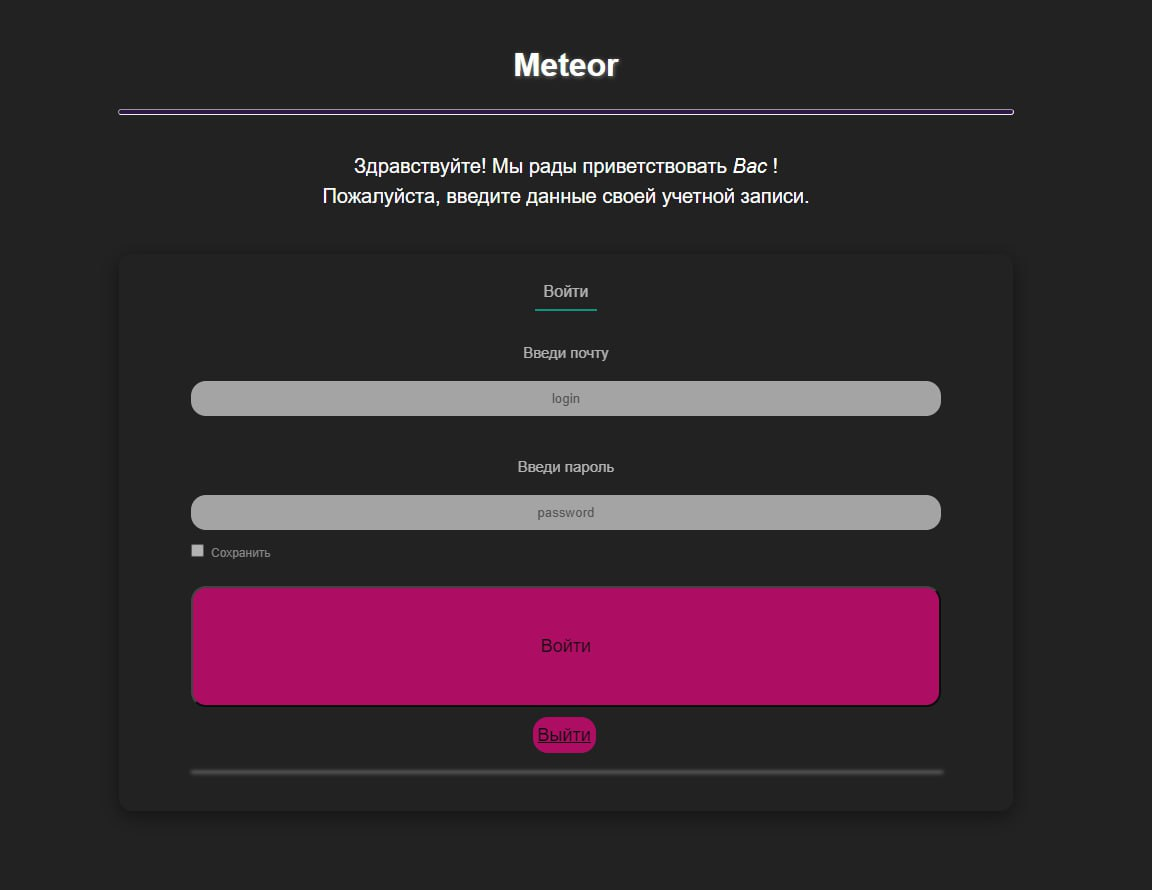 Meteor
Здравствуйте! Мы рады приветствовать Вас !
Пожалуйста, введите данные своей учетной записи.
Войти
Введи почту
login
Введи пароль
password
Сохранить
Войти
Выйти